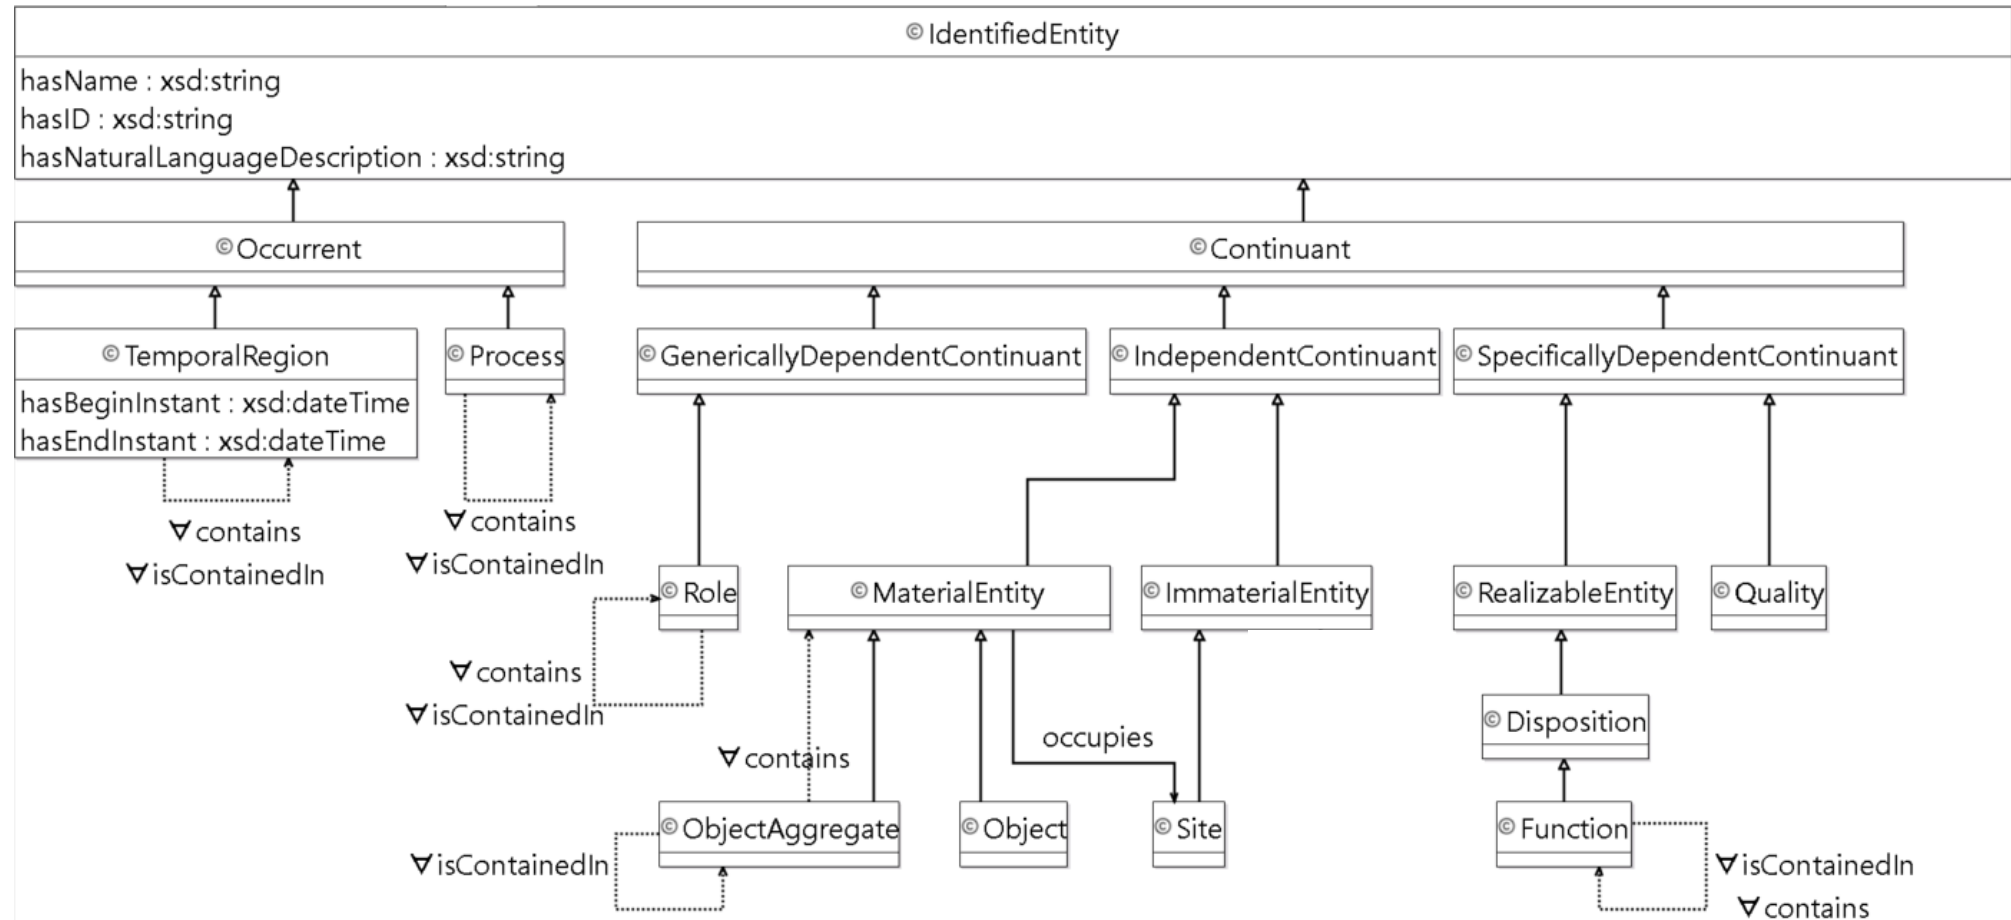 © IdentifiedEntity
hasName : xsd:string
hasID : xsd:string
hasNaturalLanguageDescription : xsd:string
© Occurrent
© Continuant
© TemporalRegion
hasBeginInstant : xsd:dateTime
hasEndInstant : xsd:dateTime
© Process
© GenericallyDependentContinuant
© IndependentContinuant
© SpecificallyDependentContinuant
∀ contains
∀ isContainedIn
∀ contains
∀ isContainedIn
© Role
© MaterialEntity
© ImmaterialEntity
© RealizableEntity
© Quality
∀ contains
∀ isContainedIn
© Disposition
occupies
∀ contains
© ObjectAggregate
© Object
© Site
© Function
∀ isContainedIn
∀ isContainedIn
∀ contains